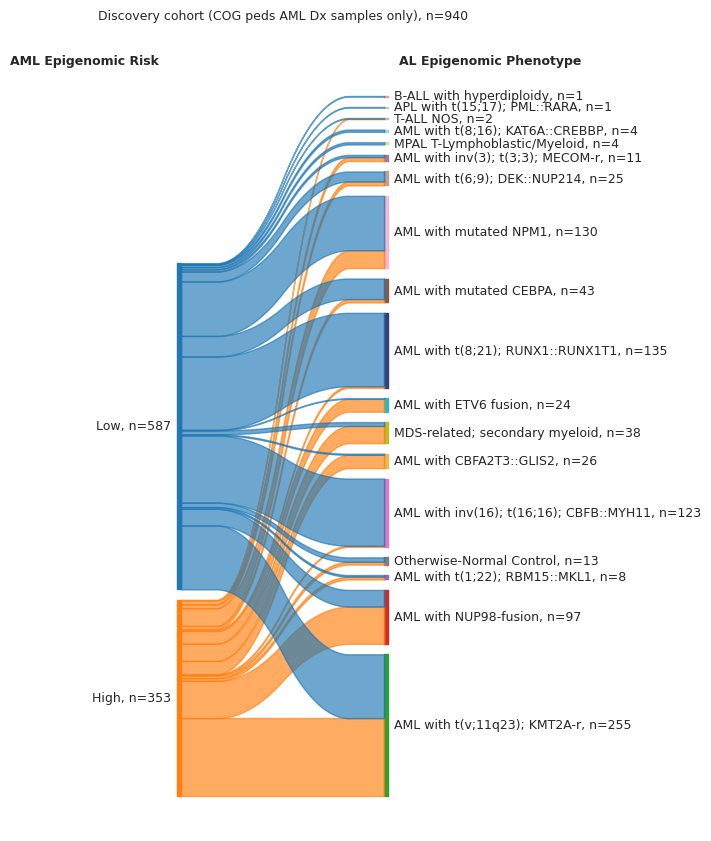 Discovery cohort (COG peds AML Dx samples only), n=940
AML Epigenomic Risk
AL Epigenomic Phenotype
B-ALL with hyperdiploidy, n=1
APL with t(15;17); PML::RARA, n=1
T-ALL NOS, n=2
AML with t(8;16); KAT6A::CREBBP, n=4
MPAL T-Lymphoblastic/Myeloid, n=4
AML with inv(3); t(3;3); MECOM-r, n=11
AML with t(6;9); DEK::NUP214, n=25
AML with mutated NPM1, n=130
AML with mutated CEBPA, n=43
AML with t(8;21); RUNX1::RUNX1T1, n=135
AML with ETV6 fusion, n=24
Low, n=587
MDS-related; secondary myeloid, n=38
AML with CBFA2T3::GLIS2, n=26
AML with inv(16); t(16;16); CBFB::MYH11, n=123
Otherwise-Normal Control, n=13
AML with t(1;22); RBM15::MKL1, n=8
AML with NUP98-fusion, n=97
High, n=353
AML with t(v;11q23); KMT2A-r, n=255